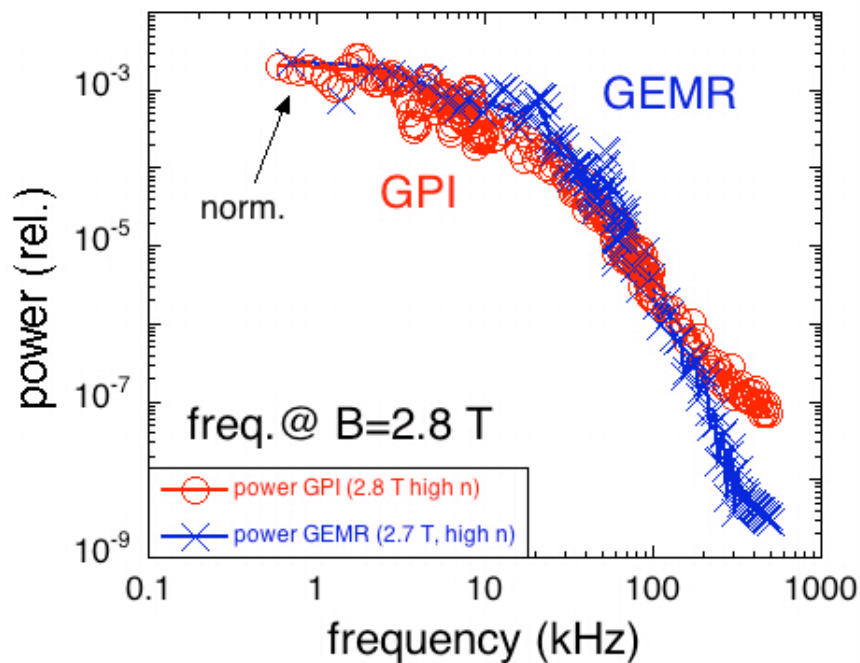 10⁻³
10⁻⁵
10⁻⁷
10⁻⁹
power (rel.)
GEMR
GPI
norm.
freq.@ B=2.8 T
power GPI (2.8 T high n)
power GEMR (2.7 T, high n)
0.1 1 10 100 1000
frequency (kHz)